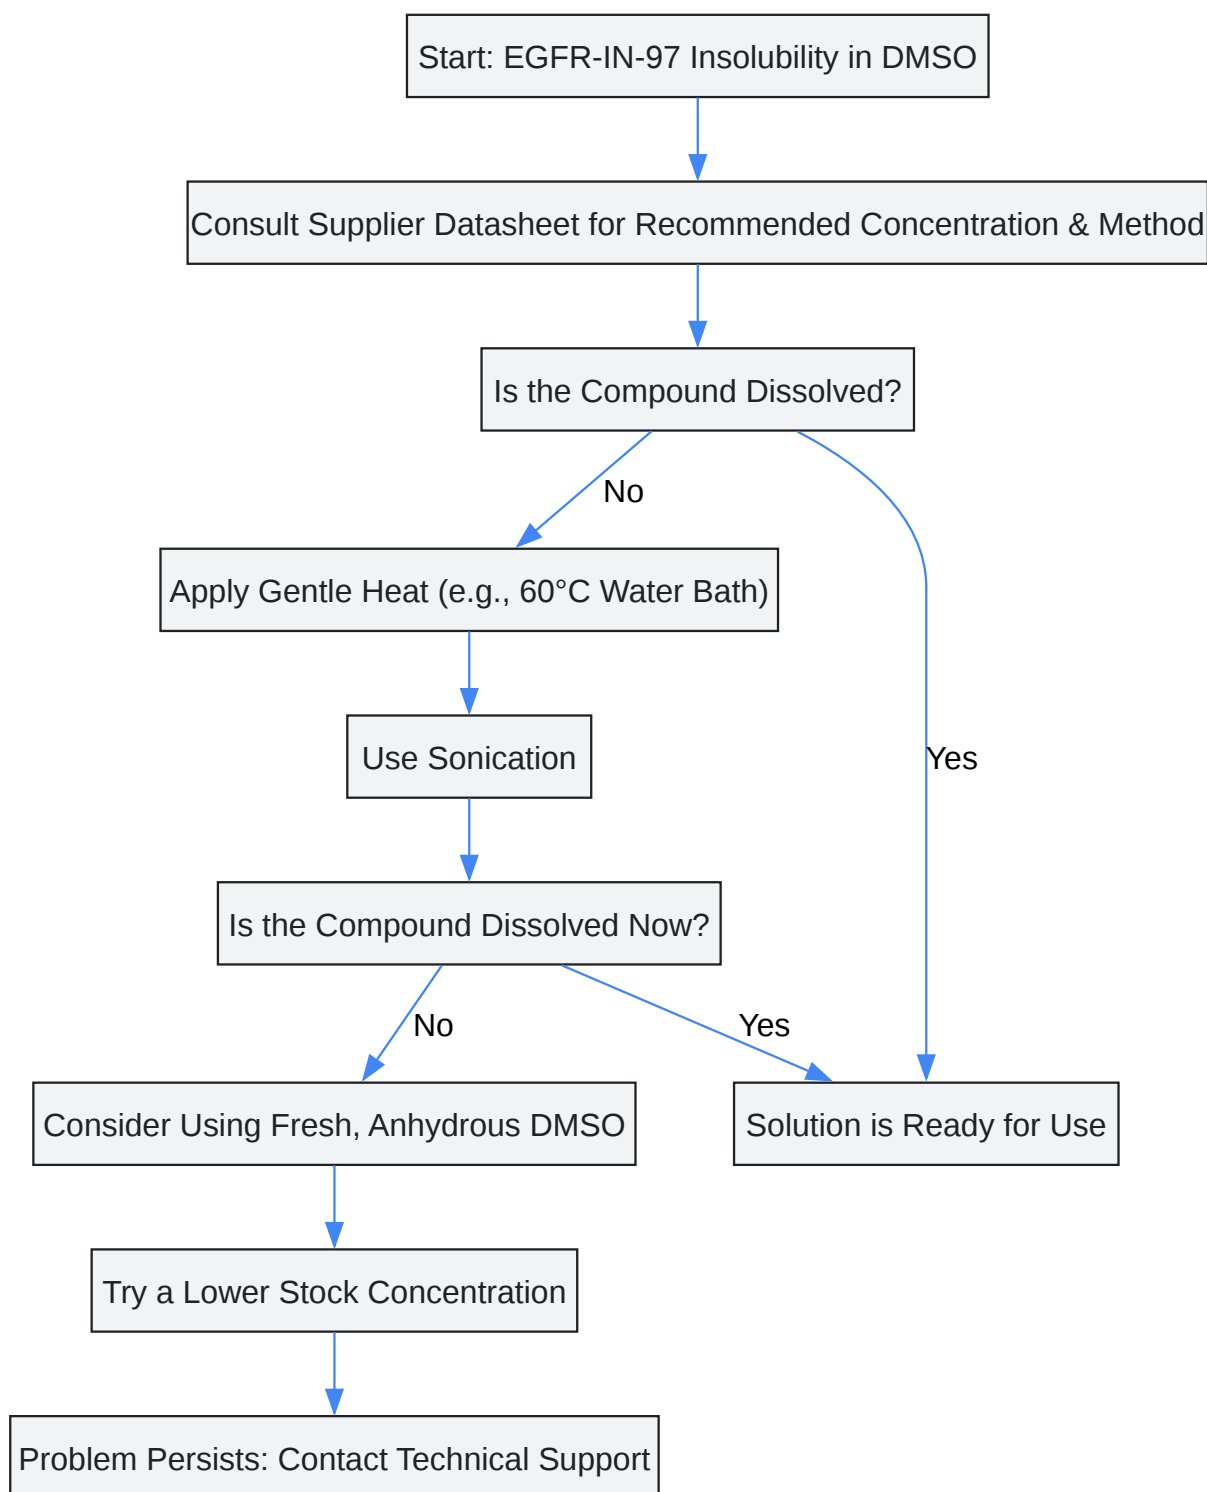 Start: EGFR-IN-97 Insolubility in DMSO
Consult Supplier Datasheet for Recommended Concentration & Method
Is the Compound Dissolved?
No
Apply Gentle Heat (e.g., 60°C Water Bath)
Use Sonication
Yes
Is the Compound Dissolved Now?
No
Yes
Consider Using Fresh, Anhydrous DMSO
Solution is Ready for Use
Try a Lower Stock Concentration
Problem Persists: Contact Technical Support